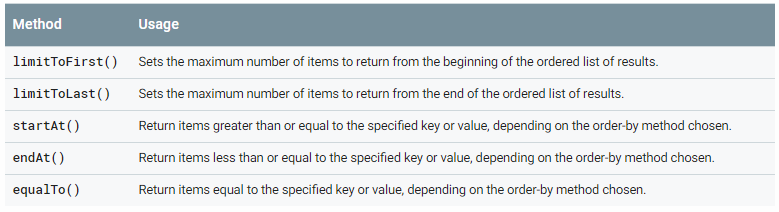 Method Usage
limitToFirst() Sets the maximum number of items to return from the beginning of the ordered list of results.
limitToLast() Sets the maximum number of items to return from the end of the ordered list of results.
startAt() Return items greater than or equal to the specified key or value, depending on the order-by method chosen.
endAt() Return items less than or equal to the specified key or value, depending on the order-by method chosen.
equalTo() Return items equal to the specified key or value, depending on the order-by method chosen.